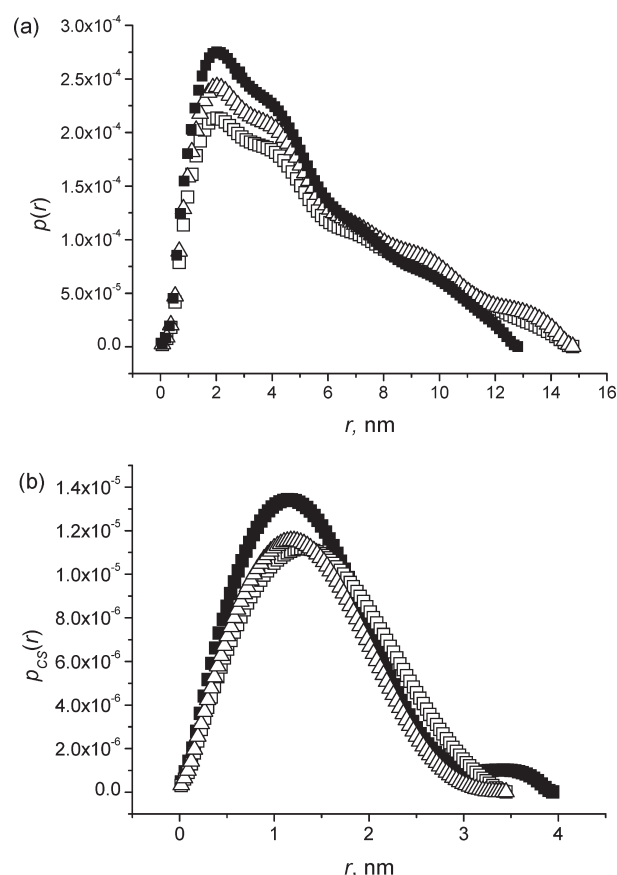 (a)
3.0x10-4
2.5x10-4
2.0x10-4
1.5x10-4
1.0x10-4
5.0x10-5
0.0
p(r)
0 2 4 6 8 10 12 14 16
r, nm
(b)
1.4x10-5
1.2x10-5
1.0x10-5
8.0x10-6
6.0x10-6
4.0x10-6
2.0x10-6
0.0
pCS(r)
0 1 2 3 4
r. nm